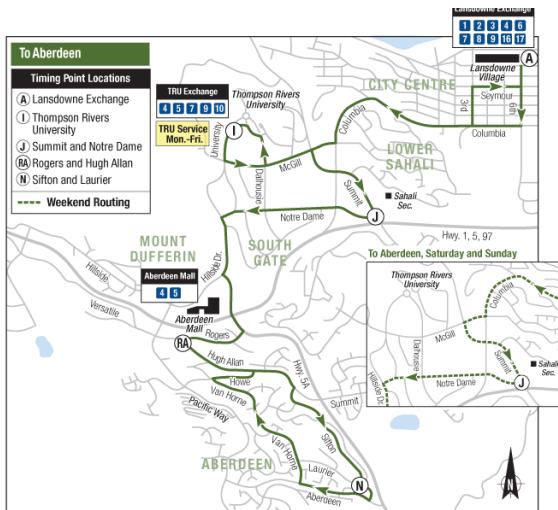 Lansdowne Exchange
1 2 3 4 6
7 8 9 16 17
To Aberdeen
Timing Point Locations
A Lansdowne Exchange
I Thompson Rivers
University
J Summit and Notre Dame
RA Rogers and Hugh Allan
N Sifton and Laurier
Weekend Routing
A
Lansdowne
Village
Seymour
3rd
6th
Columbia
CITY CENTRE
TRU Exchange
4 5 7 9 10
TRU Service
Mon.-Fri.
Thompson Rivers
University
I
University
Dalhousie
McGill
Columbia
LOWER
SAHALI
Summit
Sahali
Sec.
J
Notre Dame
Hwy. 1, 5, 97
MOUNT
DUFFERIN
SOUTH
GATE
Hillside
Hillside Dr.
Versatile
Aberdeen Mall
4 5
Aberdeen
Mall
Rogers
RA
Hugh Allan
Hwy. 5A
Howe
Van Horne
Pacific Way
Summit
Sifton
Van Horne
Laurier
ABERDEEN
Aberdeen
N
To Aberdeen, Saturday and Sunday
Thompson Rivers
University
Columbia
McGill
Dalhouse
Summit
Sahali
Sec.
Notre Dame
J
Hillside Dr.
N